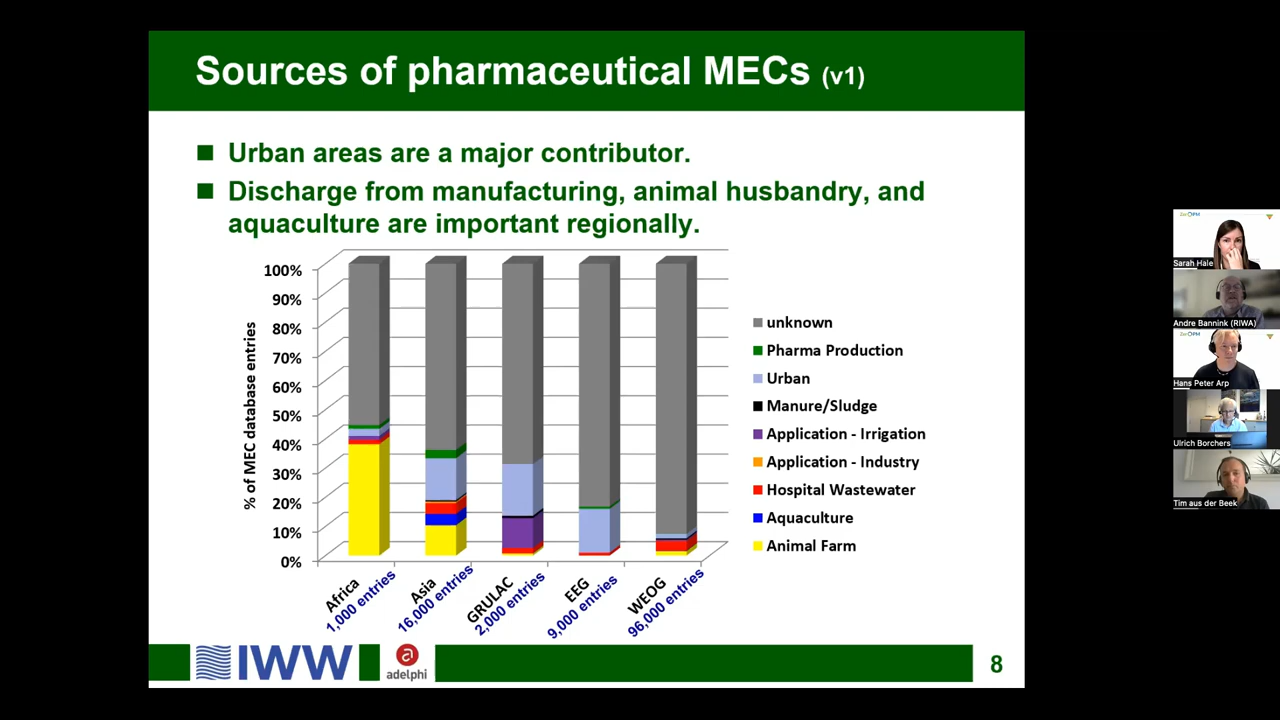 Sources of pharmaceutical MECs (v1)
Urban areas are a major contributor.
Discharge from manufacturing, animal husbandry, and
aquaculture are important regionally.
% of MEC database entries
100%
90%
80%
70%
60%
50%
40%
30%
20%
10%
0%
Africa
1,000 entries
Asia
16,000 entries
GRULAC
2,000 entries
EEG
9,000 entries
WEOG
96,000 entries
unknown
Pharma Production
Urban
Manure/Sludge
Application - Irrigation
Application - Industry
Hospital Wastewater
Aquaculture
Animal Farm
IWW
a
adelphi
8
ZeroPM
Sarah Hale
Andre Bannink (RIWA)
ZeroPM
Hans Peter Arp
Ulrich Borchers
Tim aus der Beek